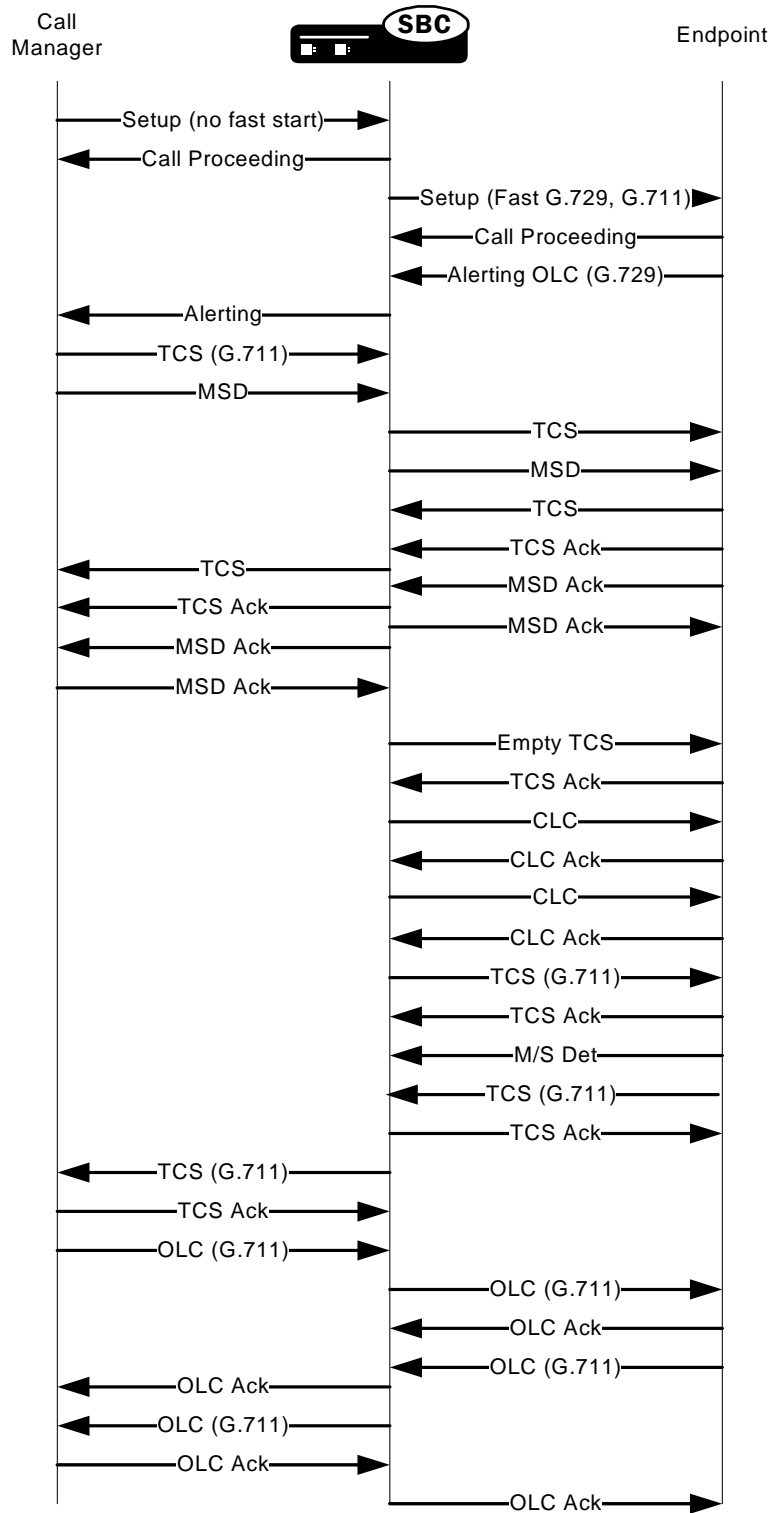 Call
Manager
SBC
Endpoint
Setup (no fast start)
Call Proceeding
Setup (Fast G.729, G.711)
Call Proceeding
Alerting OLC (G.729)
Alerting
TCS (G.711)
MSD
TCS
MSD
TCS
TCS Ack
TCS
MSD Ack
TCS Ack
MSD Ack
MSD Ack
MSD Ack
Empty TCS
TCS Ack
CLC
CLC Ack
CLC
CLC Ack
TCS (G.711)
TCS Ack
M/S Det
TCS (G.711)
TCS Ack
TCS (G.711)
TCS Ack
OLC (G.711)
OLC (G.711)
OLC Ack
OLC (G.711)
OLC Ack
OLC (G.711)
OLC Ack
OLC Ack